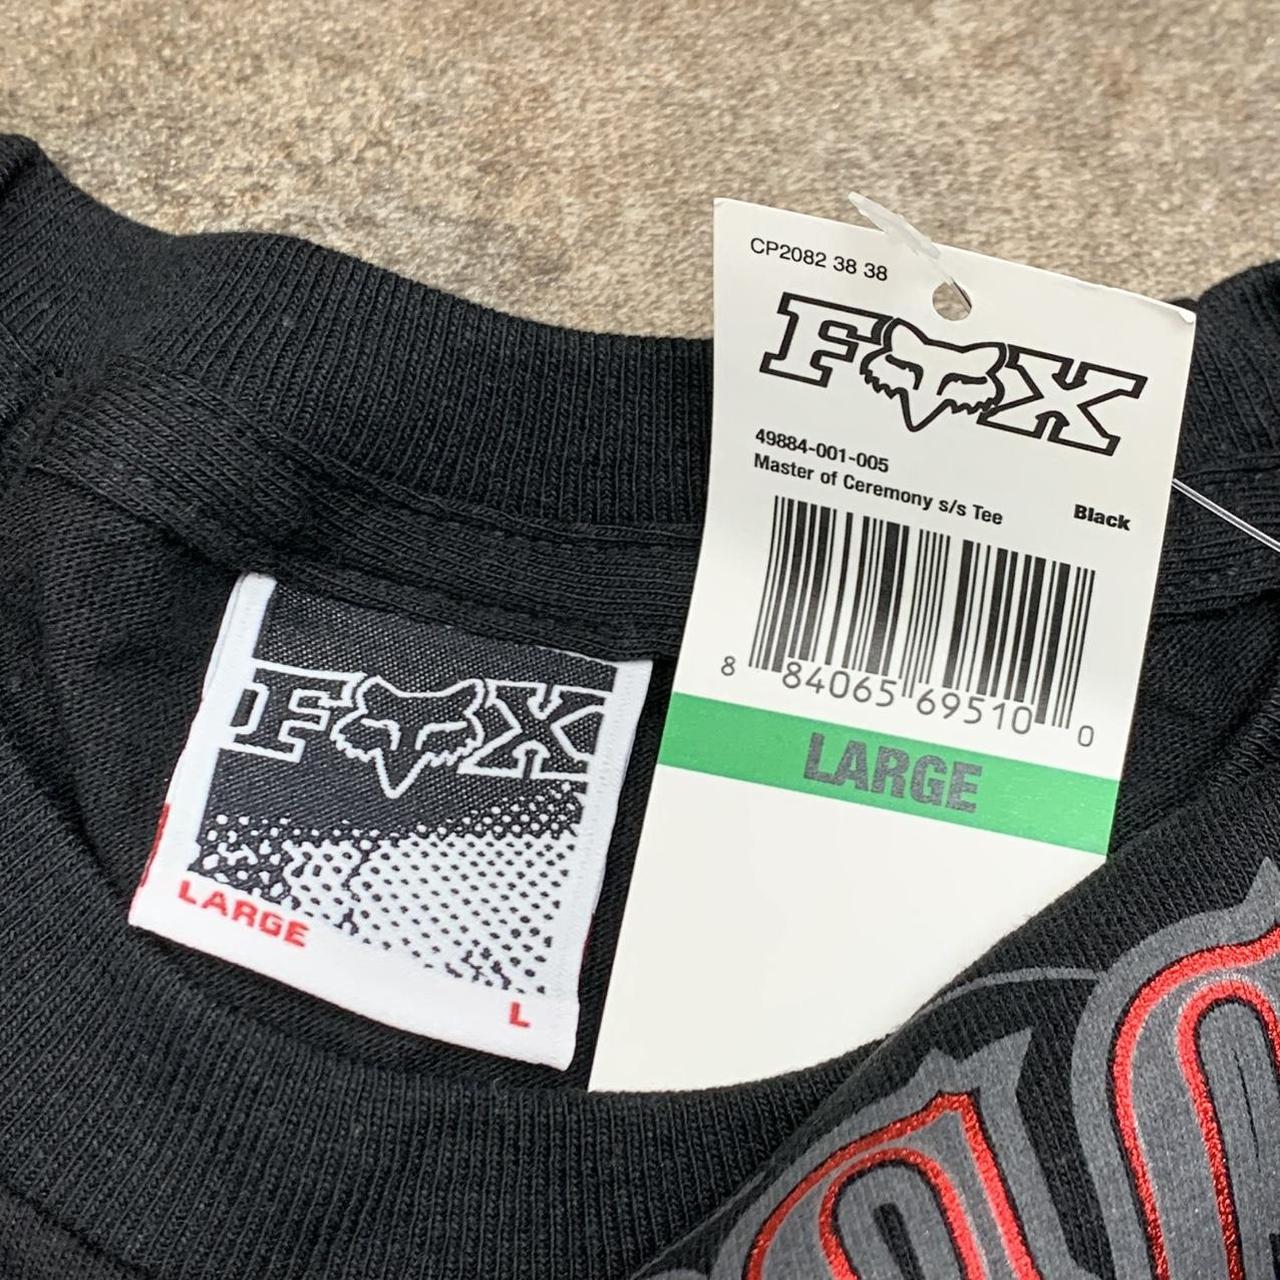 CP2082 38 38
FOX
49884-001-005
Master of Ceremony s/s Tee
Black
8 84065 69510 0
LARGE
FOX
LARGE
L